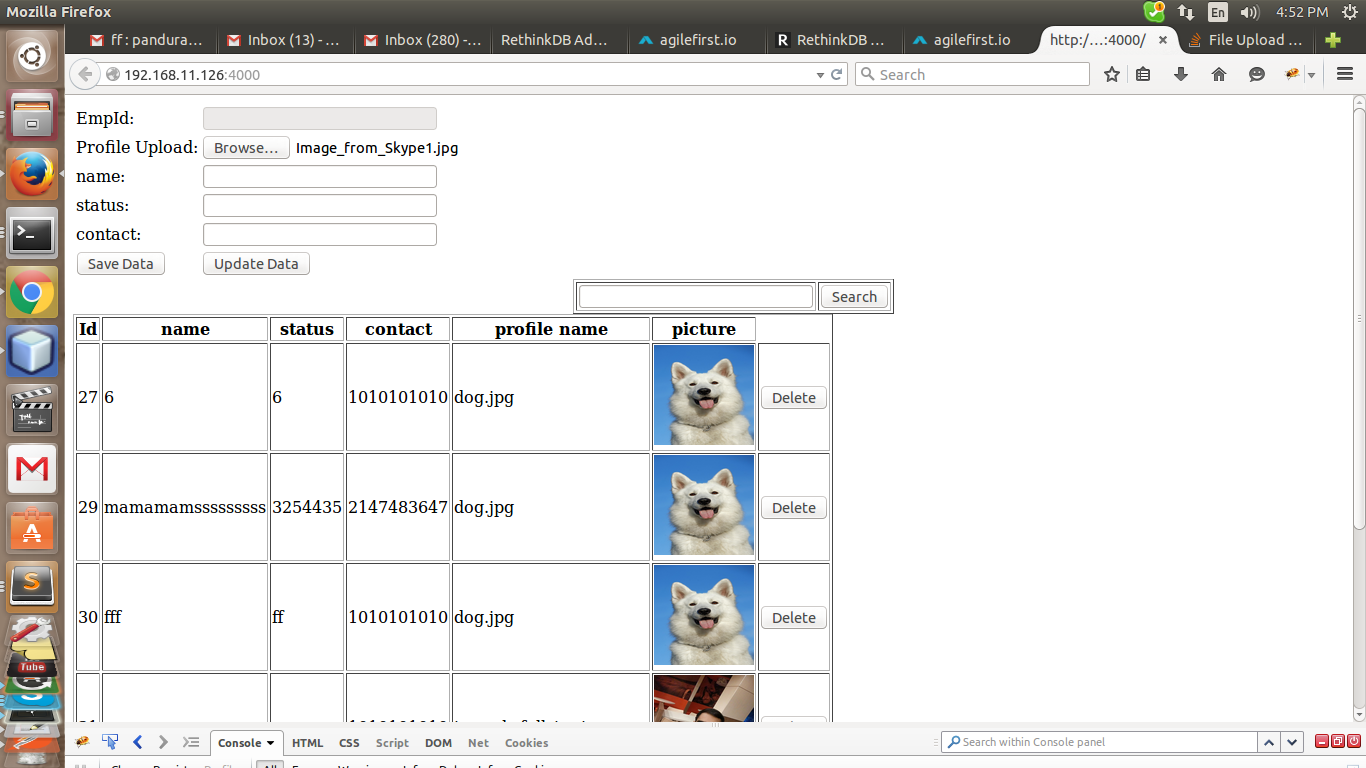 Mozilla Firefox
En
4:52 PM
ff : pandura...
Inbox (13) - ...
Inbox (280) -...
RethinkDB Ad...
agilefirst.io
RethinkDB ...
agilefirst.io
http:/...:4000/
File Upload ...
192.168.11.126:4000
Search
EmpId:
Profile Upload: Browse... Image_from_Skype1.jpg
name:
status:
contact:
Save Data Update Data
Search
Id name status contact profile name picture
27 6 6 1010101010 dog.jpg Delete
29 mamamamsssssssss 3254435 2147483647 dog.jpg Delete
30 fff ff 1010101010 dog.jpg Delete
Tube
Console HTML CSS Script DOM Net Cookies
Search within Console panel
All